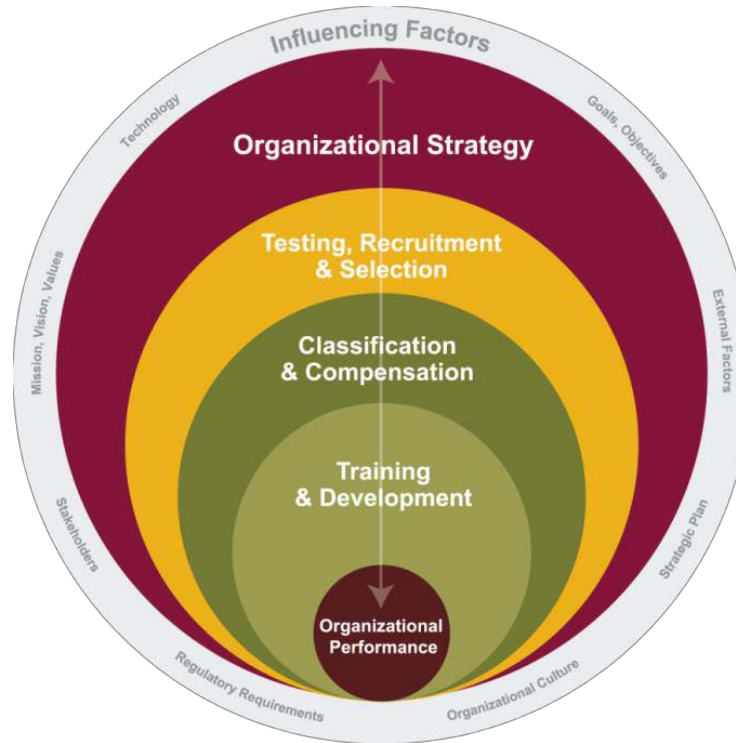 Influencing Factors
Technology
Goals, Objectives
Organizational Strategy
Testing, Recruitment
& Selection
Mission, Vision, Values
External Factors
Classification
& Compensation
Training
& Development
Stakeholders
Strategic Plan
Organizational
Performance
Regulatory Requirements
Organizational Culture